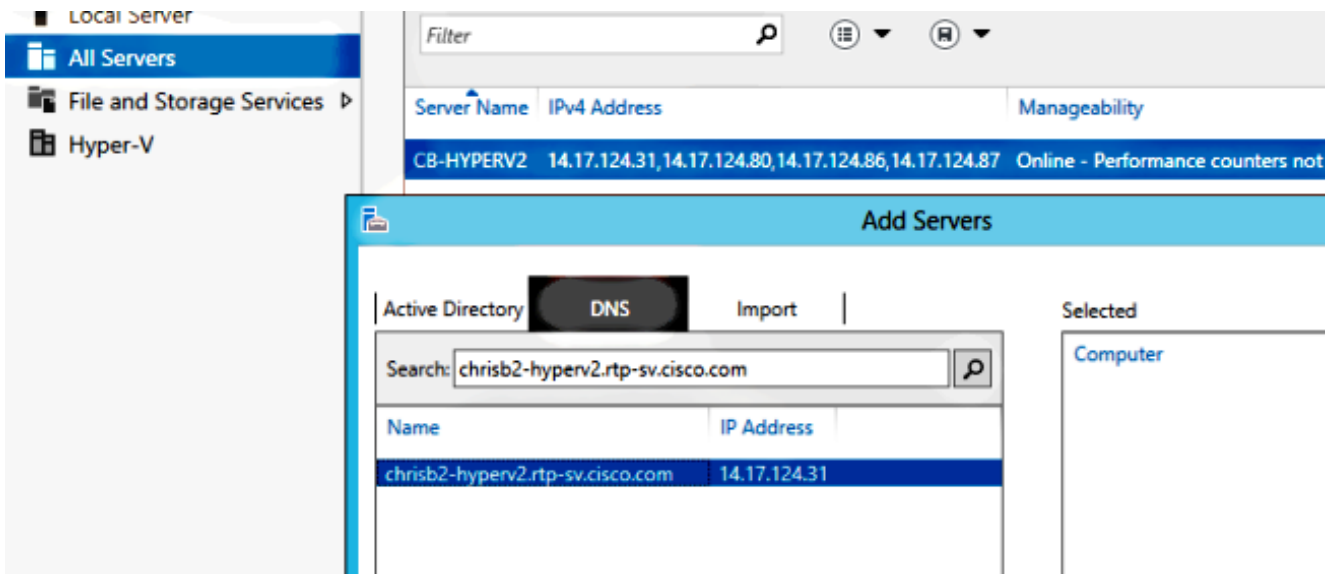 Local Server
All Servers
File and Storage Services
Hyper-V
Filter
Server Name IPv4 Address Manageability
CB-HYPERV2 14.17.124.31,14.17.124.80,14.17.124.86,14.17.124.87 Online - Performance counters not
Add Servers
Active Directory DNS Import Selected
Search: chrisb2-hyperv2.rtp-sv.cisco.com Computer
Name IP Address
chrisb2-hyperv2.rtp-sv.cisco.com 14.17.124.31